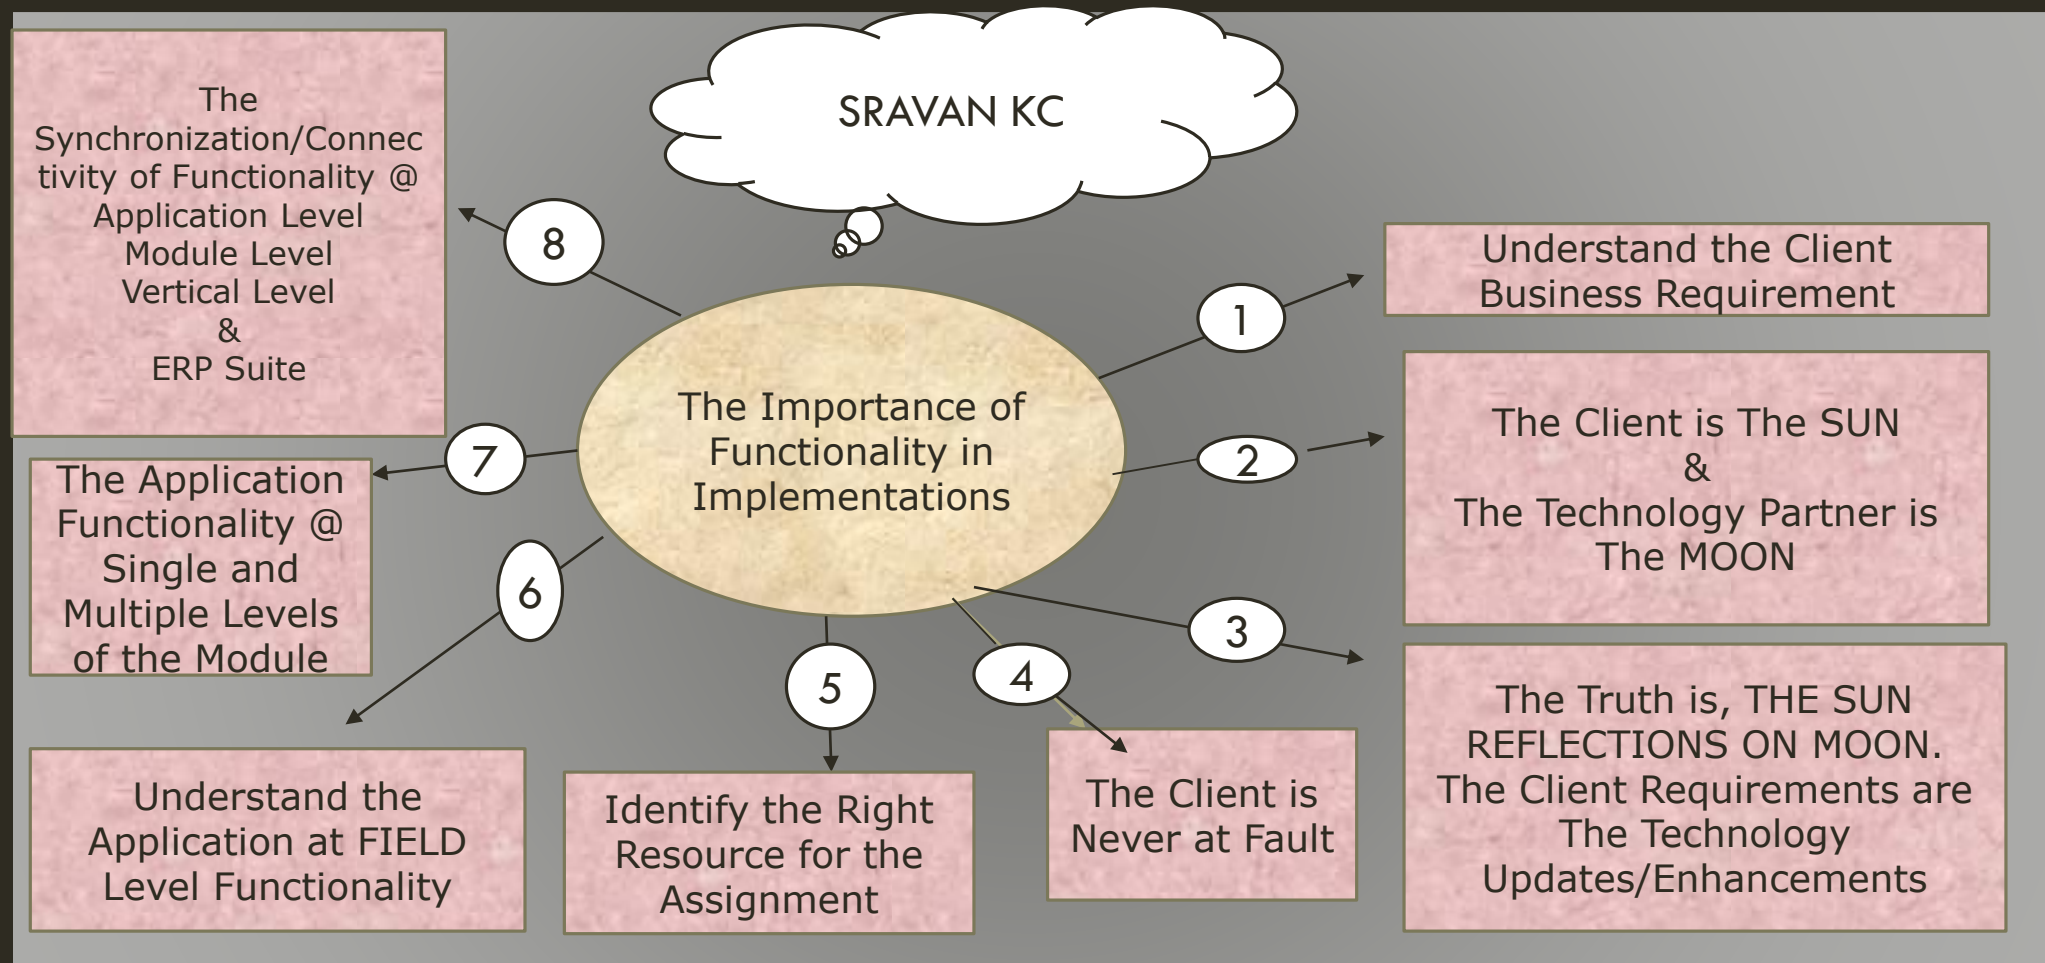 SRAVAN KC
The Importance of
Functionality in
Implementations
1
Understand the Client
Business Requirement
2
The Client is The SUN
&
The Technology Partner is
The MOON
3
The Truth is, THE SUN
REFLECTIONS ON MOON.
The Client Requirements are
The Technology
Updates/Enhancements
4
The Client is
Never at Fault
5
Identify the Right
Resource for the
Assignment
6
Understand the
Application at FIELD
Level Functionality
7
The Application
Functionality @
Single and
Multiple Levels
of the Module
8
The
Synchronization/Connec
tivity of Functionality @
Application Level
Module Level
Vertical Level
&
ERP Suite